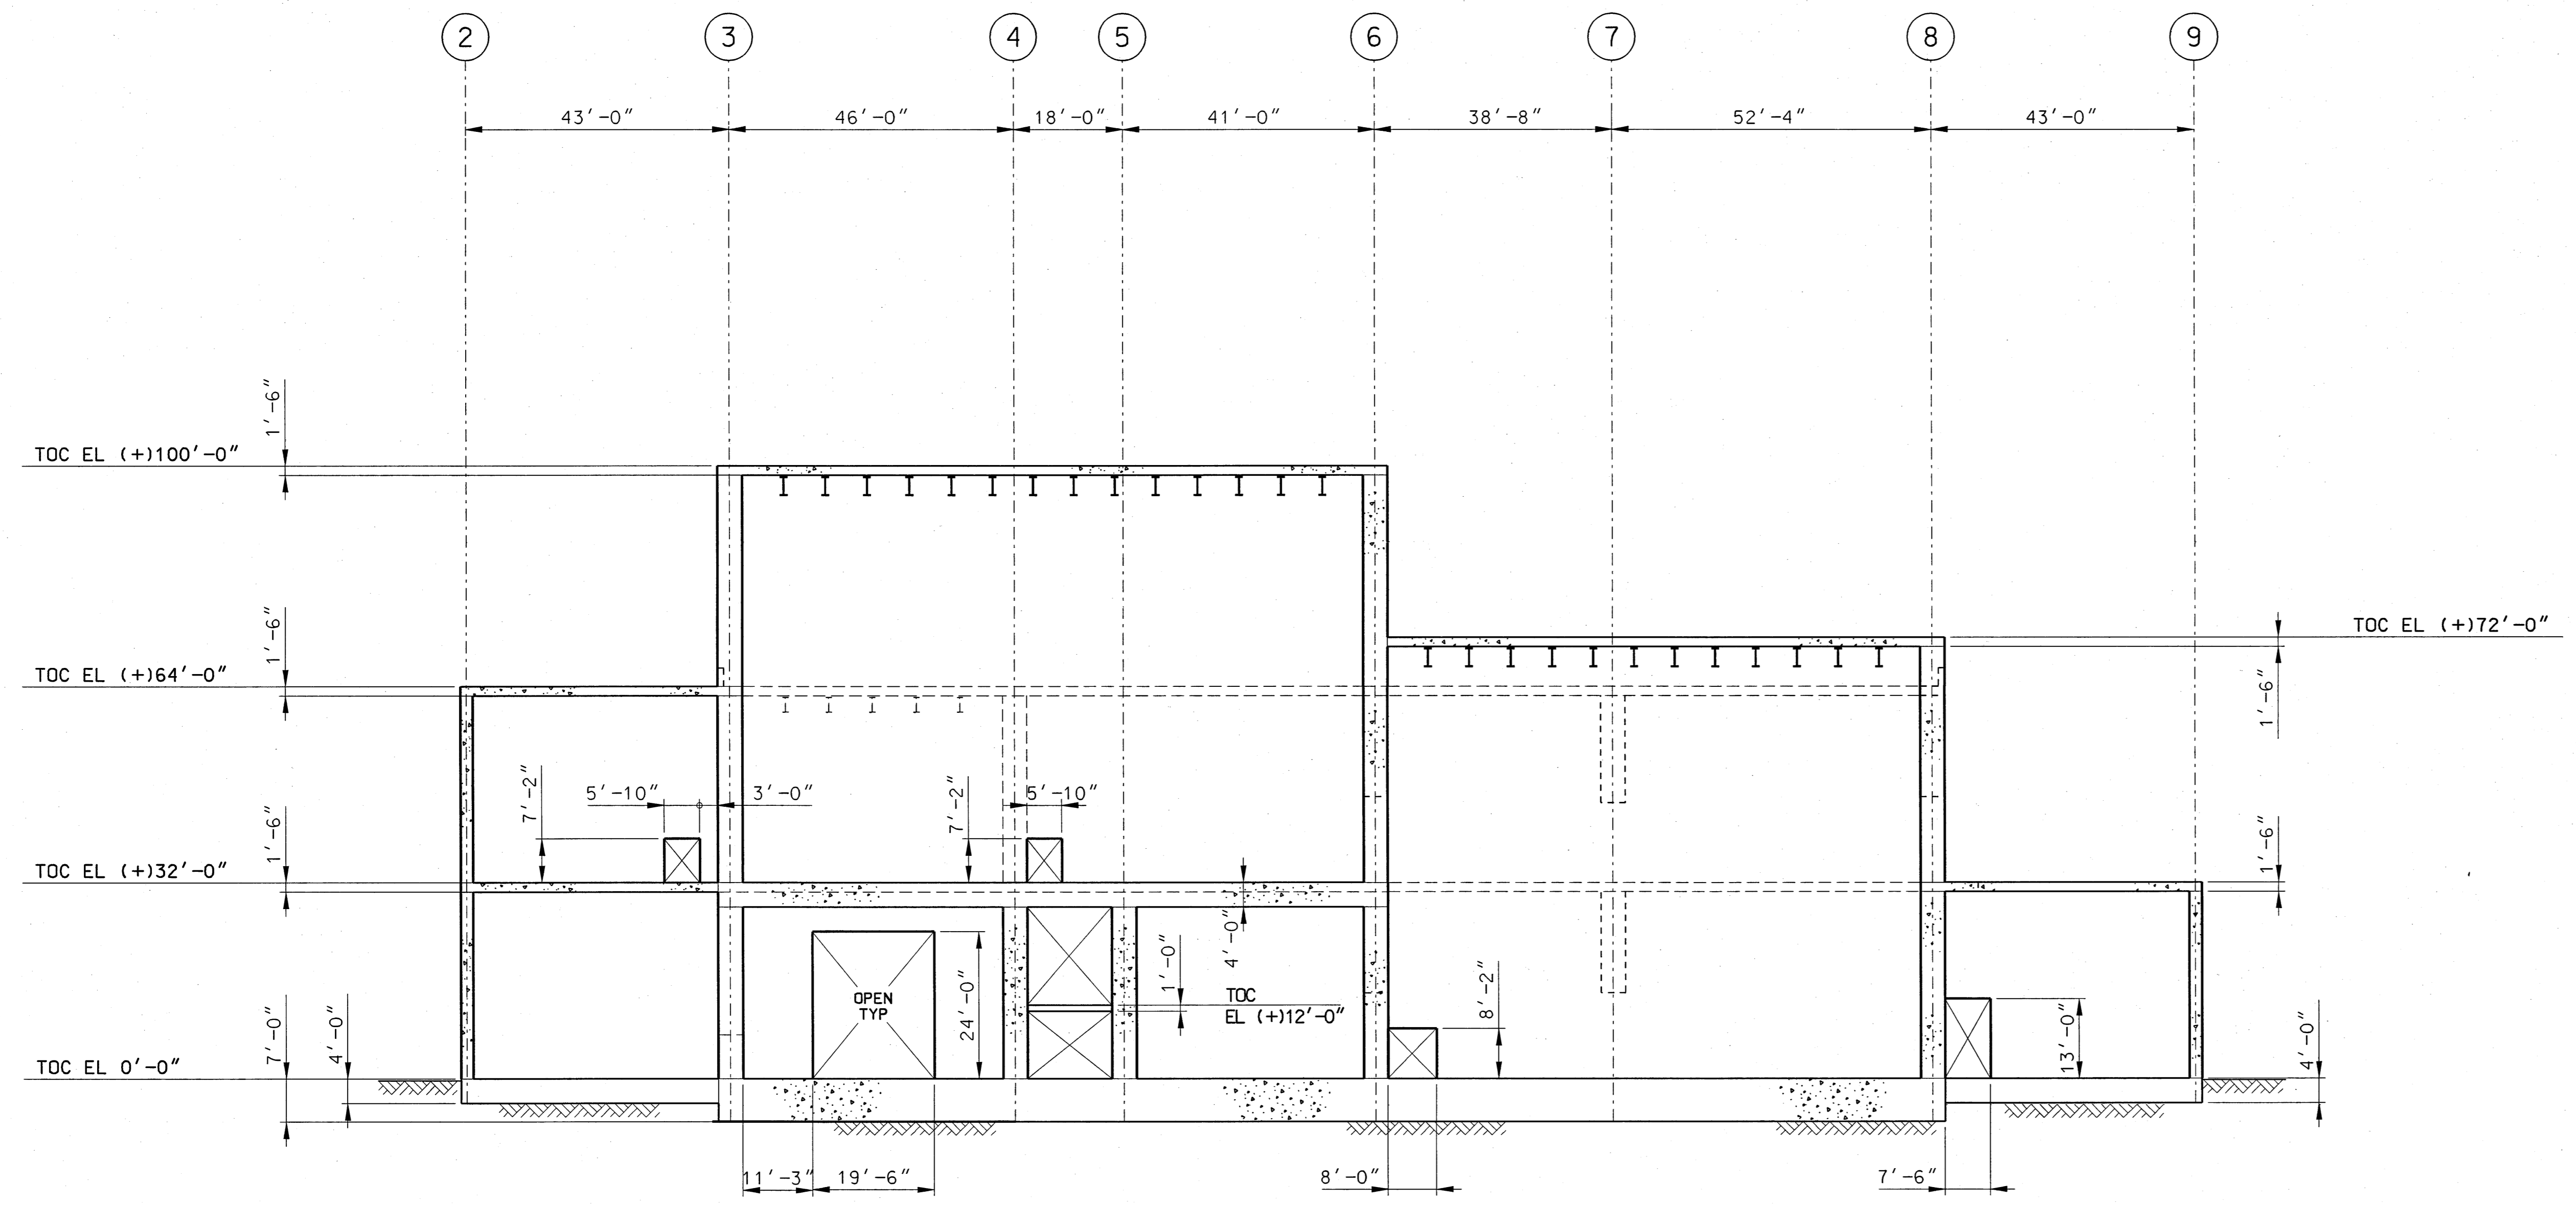 2 3 4 5 6 7 8 9
43'-0" 46'-0" 18'-0" 41'-0" 38'-8" 52'-4" 43'-0"
1'-6"
TOC EL (+)100'-0"
1'-6"
TOC EL (+)72'-0"
TOC EL (+)64'-0"
1'-6"
7'-2"
5'-10"
3'-0"
7'-2"
5'-10"
1'-6"
1'-6"
TOC EL (+)32'-0"
4'-0"
1'-0"
OPEN
TYP
24'-0"
TOC
EL (+)12'-0"
8'-2"
13'-0"
7'-0"
4'-0"
4'-0"
TOC EL 0'-0"
11'-3"
19'-6"
8'-0"
7'-6"